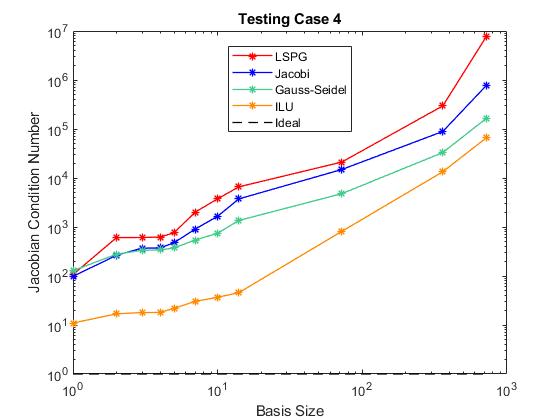 Testing Case 4
10^7
10^6
10^5
10^4
10^3
10^2
10^1
10^0
Jacobian Condition Number
LSPG
Jacobi
Gauss-Seidel
ILU
Ideal
10^0 10^1 10^2 10^3
Basis Size